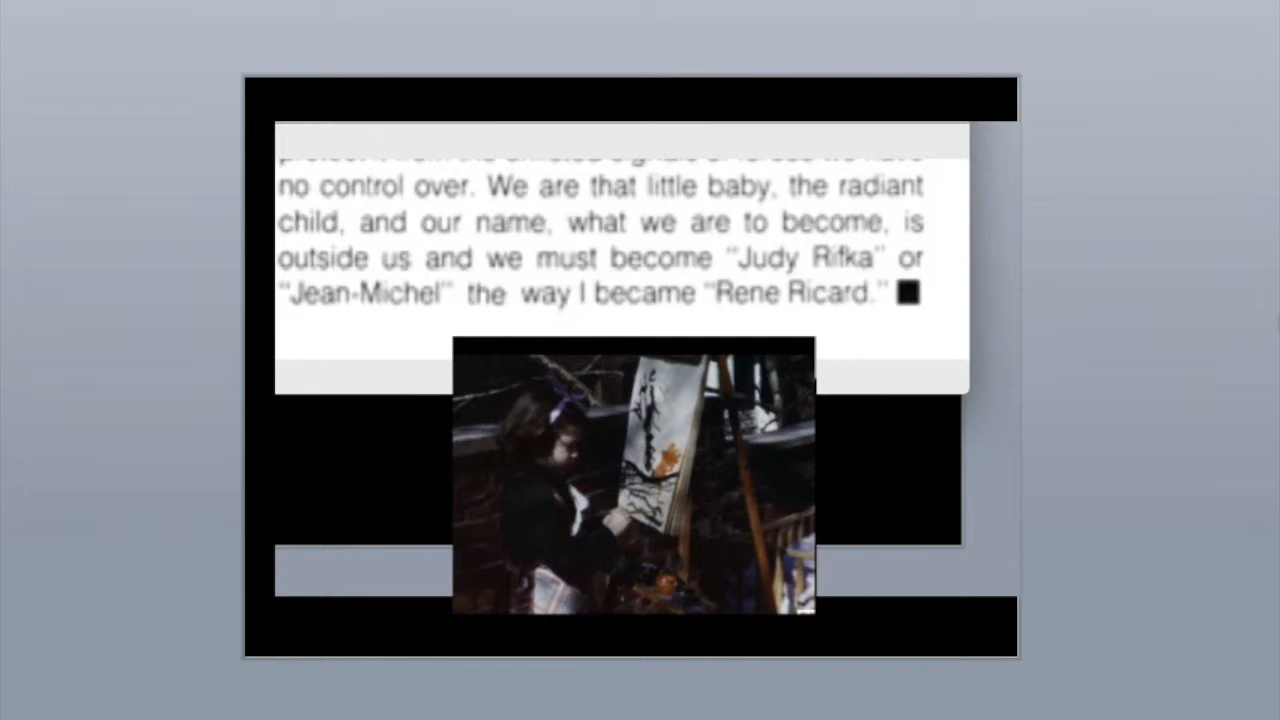 no control over. We are that little baby, the radiant
child, and our name, what we are to become, is
outside us and we must become “Judy Rifka” or
“Jean-Michel” the way I became “Rene Ricard.” ■